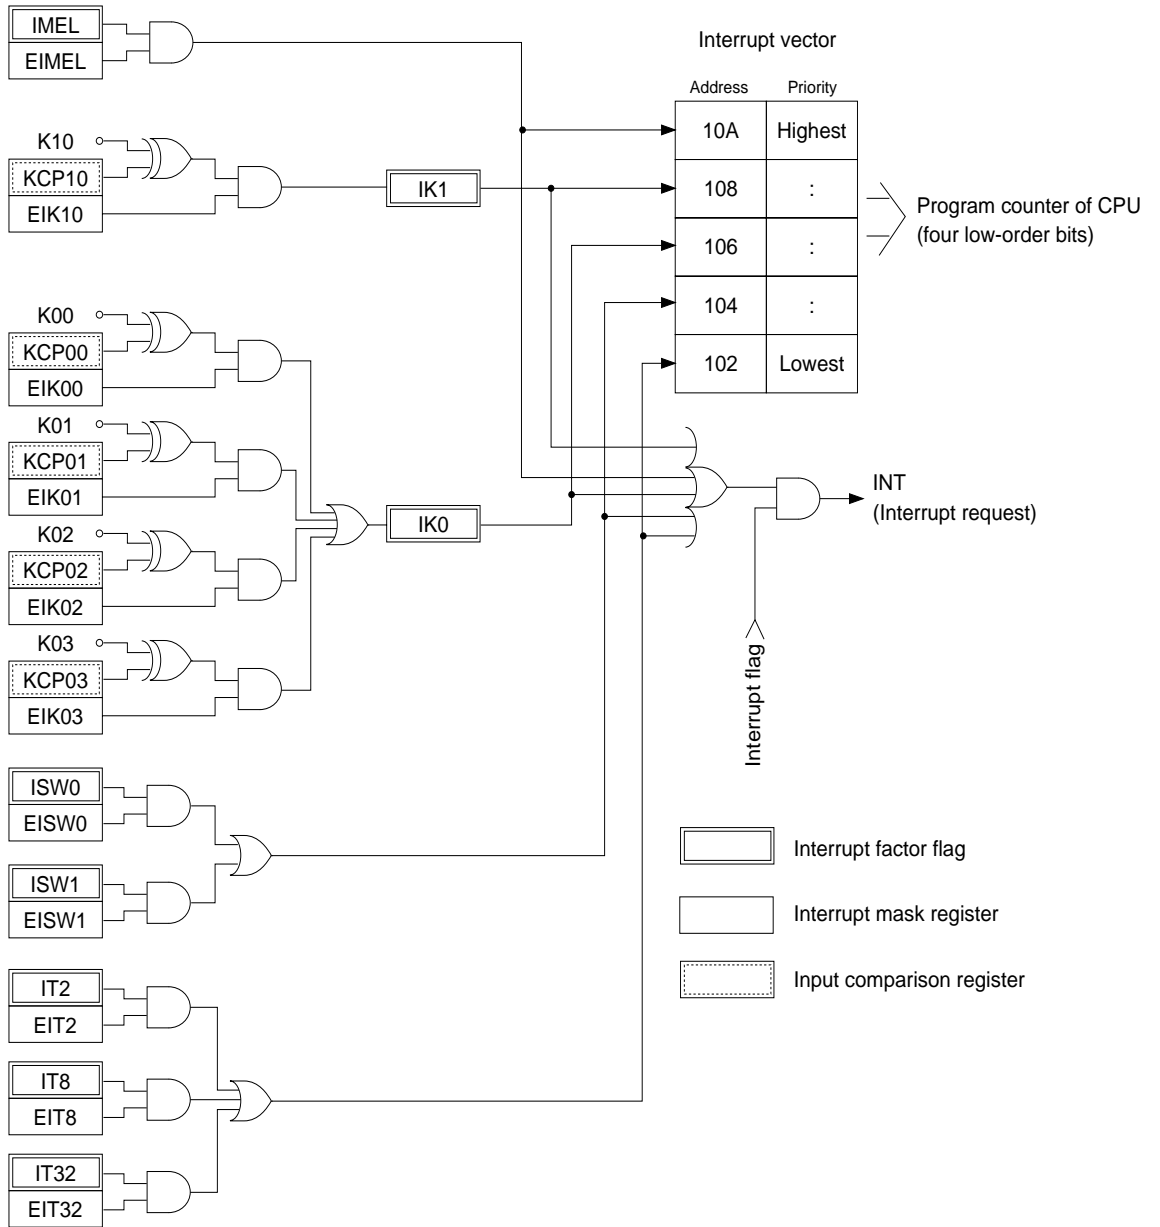 IMEL
EIMEL
K10
KCP10
EIK10
IK1
K00
KCP00
EIK00
K01
KCP01
EIK01
K02
KCP02
EIK02
K03
KCP03
EIK03
IK0
ISW0
EISW0
ISW1
EISW1
IT2
EIT2
IT8
EIT8
IT32
EIT32
Interrupt vector
Address Priority
10A Highest
108 :
106 :
104 :
102 Lowest
Program counter of CPU
(four low-order bits)
INT
(Interrupt request)
Interrupt flag
Interrupt factor flag
Interrupt mask register
Input comparison register